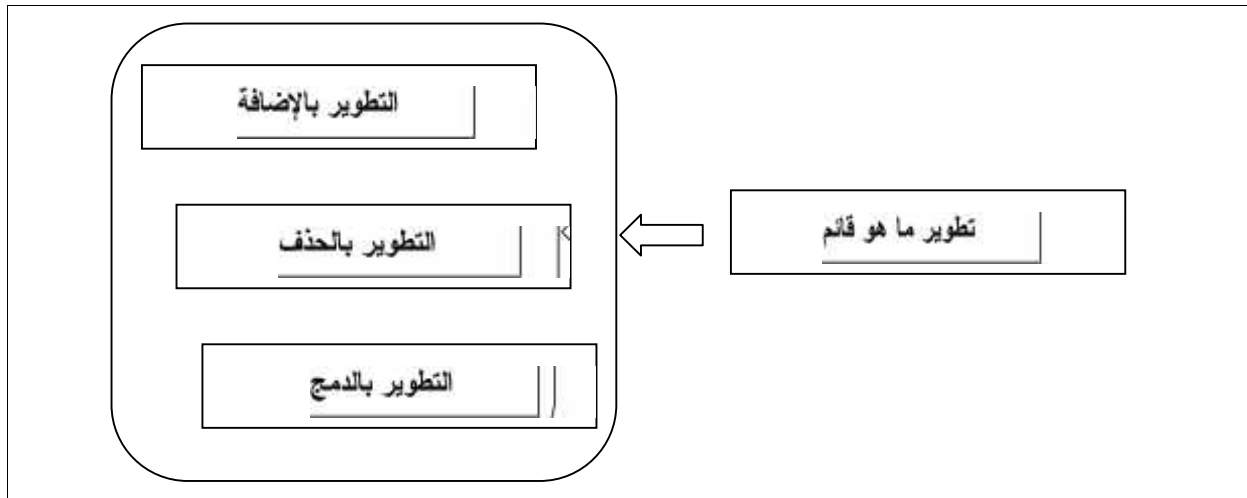 تطوير ما هو قائم
التطوير بالإضافة
التطوير بالحذف
التطوير بالدمج